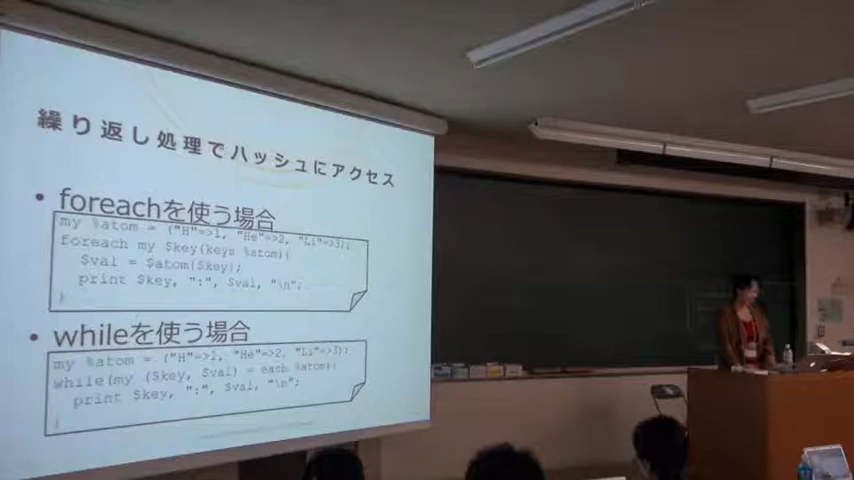 繰り返し処理でハッシュにアクセス
• foreachを使う場合
my %atom = ("H"=>1, "He"=>2, "Li"=>3);
foreach my $key(keys %atom){
$val = $atom{$key};
print $key, ":", $val, "\n";
}
• whileを使う場合
my %atom = ("H"=>1, "He"=>2, "Li"=>3);
while(my ($key, $val) = each %atom){
print $key, ":", $val, "\n";
}